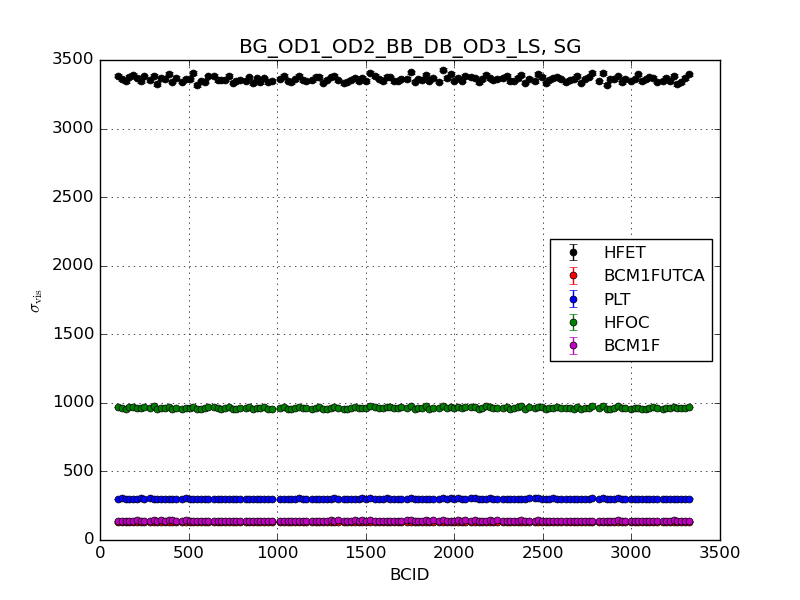 BG_OD1_OD2_BB_DB_OD3_LS, SG
3500
3000
2500
2000
1500
1000
500
0
σvis
HFET
BCM1FUTCA
PLT
HFOC
BCM1F
0 500 1000 1500 2000 2500 3000 3500
BCID